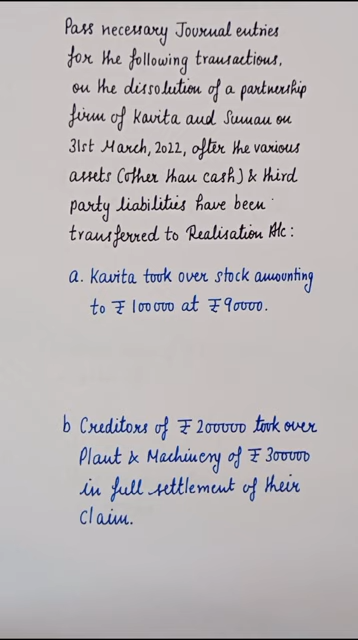 Pass necessary Journal entries
for the following transactions,
on the dissolution of a partnership
firm of Kavita and Suman on
31st March, 2022, after the various
assets (other than cash) & third
party liabilities have been
transferred to Realisation A/c:
a. Kavita took over stock amounting
to ₹ 100000 at ₹ 90000.
b Creditors of ₹ 200000 took over
Plant & Machinery of ₹ 300000
in full settlement of their
claim.